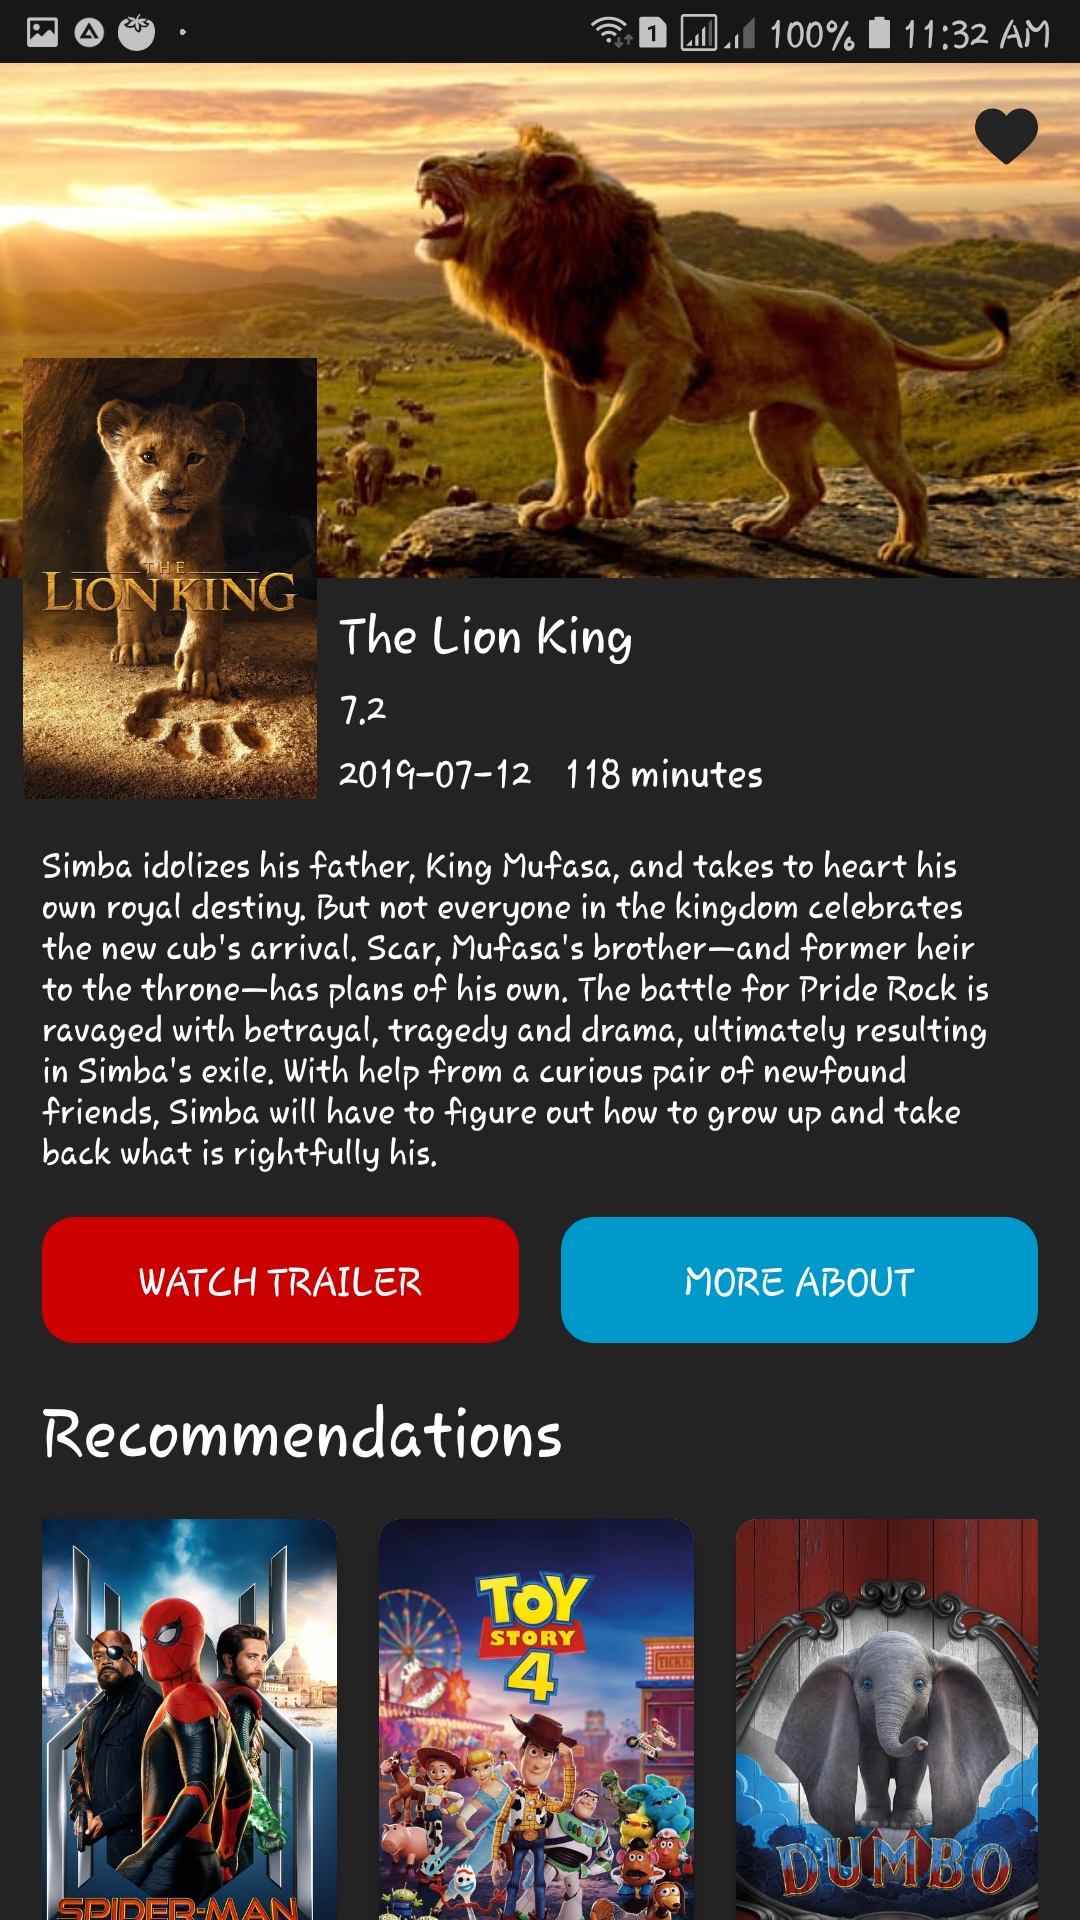 1 100% 11:32 AM
THE
LION KING
The Lion King
7.2
2019-07-12 118 minutes
Simba idolizes his father, King Mufasa, and takes to heart his
own royal destiny. But not everyone in the kingdom celebrates
the new cub's arrival. Scar, Mufasa's brother—and former heir
to the throne—has plans of his own. The battle for Pride Rock is
ravaged with betrayal, tragedy and drama, ultimately resulting
in Simba's exile. With help from a curious pair of newfound
friends, Simba will have to figure out how to grow up and take
back what is rightfully his.
WATCH TRAILER MORE ABOUT
Recommendations
TOY
STORY
4
SPIDER-MAN
DUMBO